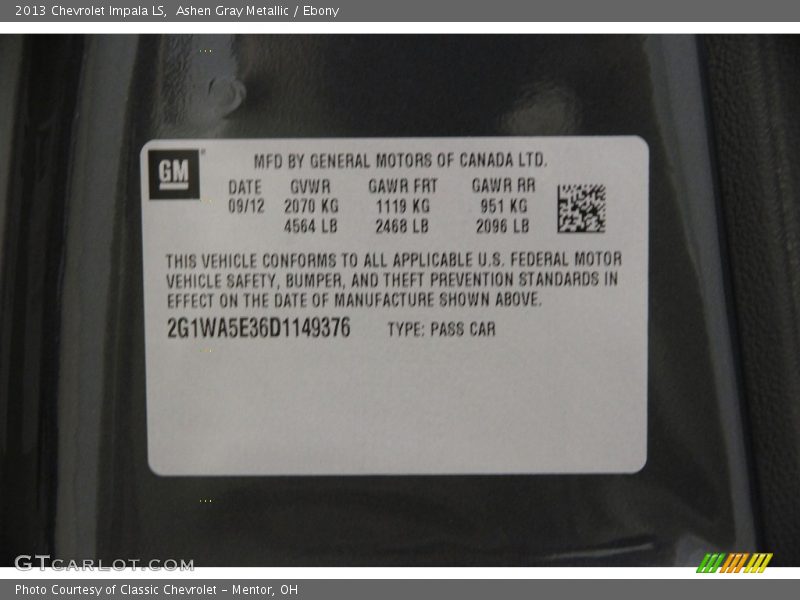 2013 Chevrolet Impala LS, Ashen Gray Metallic / Ebony
GM
MFD BY GENERAL MOTORS OF CANADA LTD.
DATE GVWR GAWR FRT GAWR RR
09/12 2070 KG 1119 KG 951 KG
4564 LB 2468 LB 2096 LB
THIS VEHICLE CONFORMS TO ALL APPLICABLE U.S. FEDERAL MOTOR
VEHICLE SAFETY, BUMPER, AND THEFT PREVENTION STANDARDS IN
EFFECT ON THE DATE OF MANUFACTURE SHOWN ABOVE.
2G1WA5E36D1149376 TYPE: PASS CAR
GTCARLOT.COM
Photo Courtesy of Classic Chevrolet - Mentor, OH